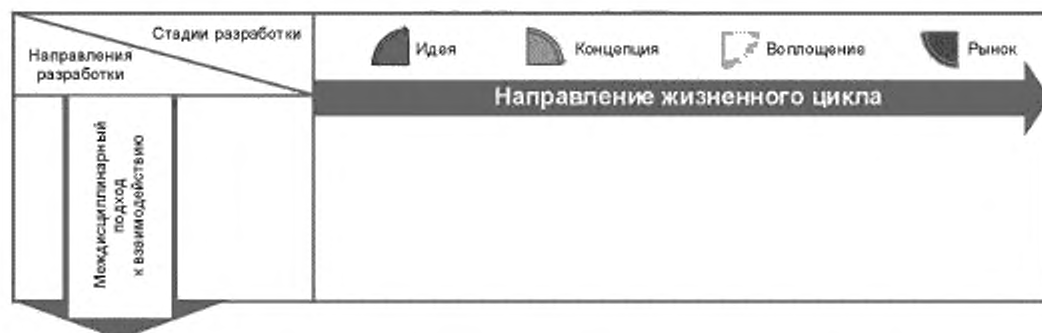 Стадии разработки
Направления
разработки
Идея
Концепция
Воплощение
Рынок
Направление жизненного цикла
Междисциплинарный
подход
к взаимодействию